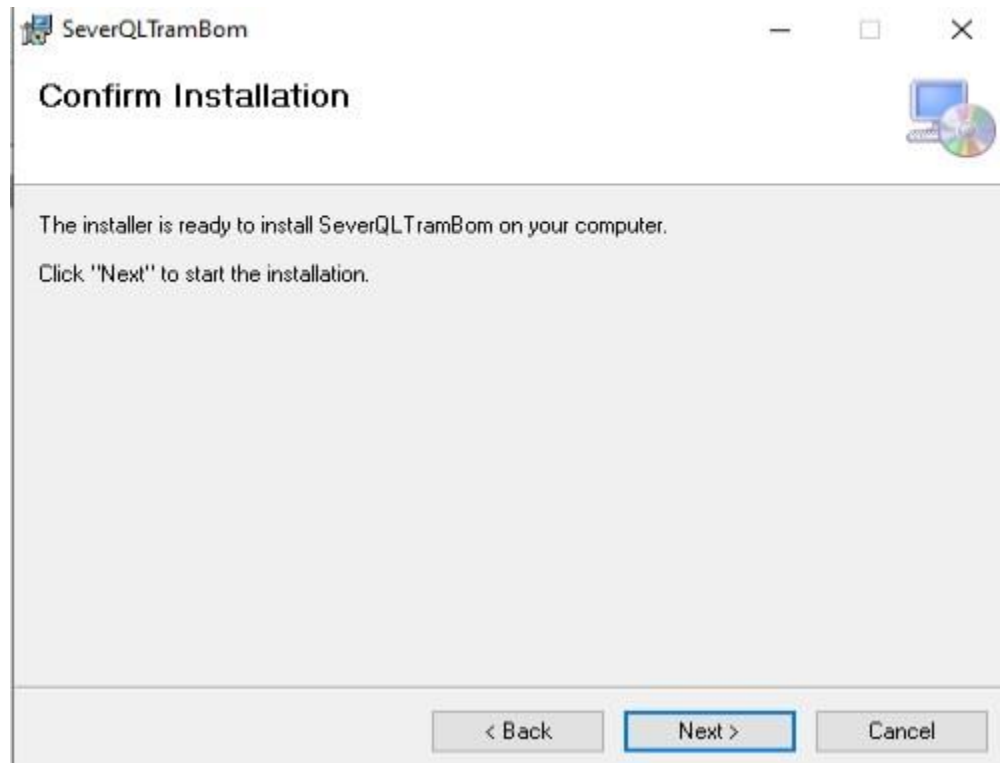 SeverQLTramBom
Confirm Installation
The installer is ready to install SeverQLTramBom on your computer.
Click "Next" to start the installation.
< Back
Next >
Cancel